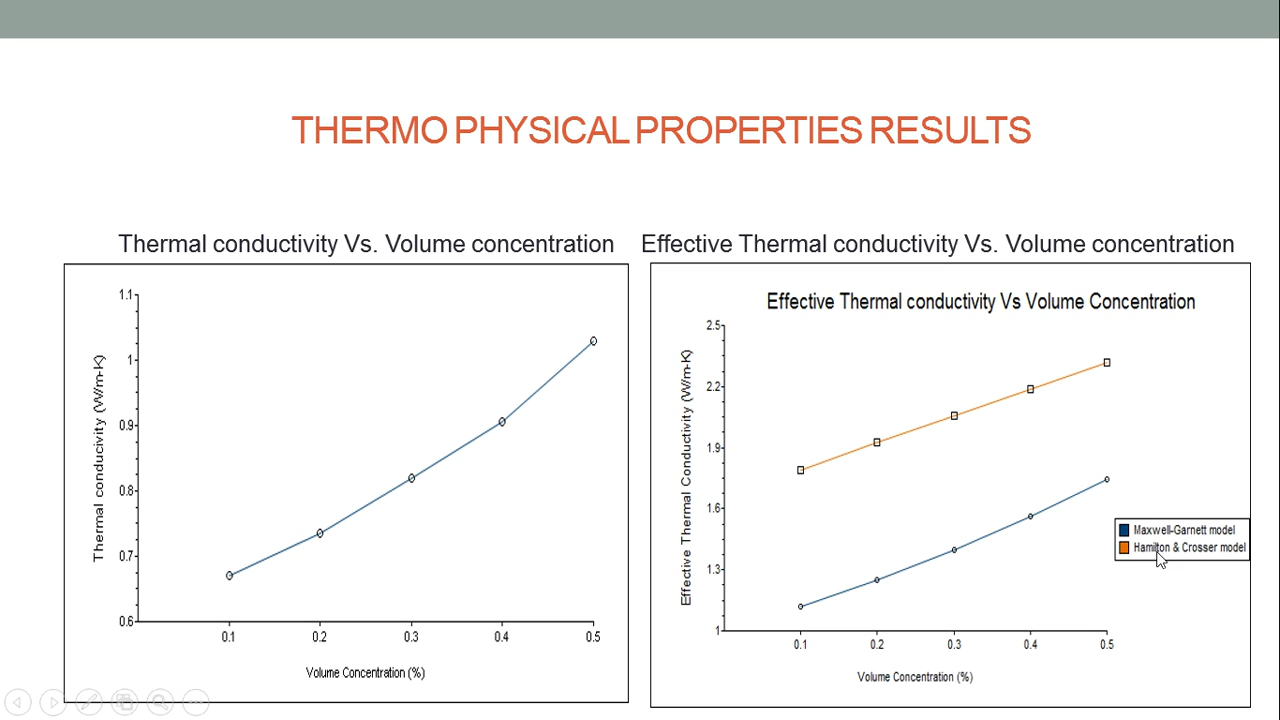 THERMO PHYSICAL PROPERTIES RESULTS
Thermal conductivity Vs. Volume concentration
1.1
1
0.9
0.8
0.7
0.6
Thermal conducivity (W/m-K)
0.1 0.2 0.3 0.4 0.5
Volume Concentration (%)
Effective Thermal conductivity Vs. Volume concentration
Effective Thermal conductivity Vs Volume Concentration
2.5
2.2
1.9
1.6
1.3
1
Effective Thermal Conductivity (W/m-K)
0.1 0.2 0.3 0.4 0.5
Volume Concentration (%)
Maxwell-Garnett model
Hamilton & Crosser model